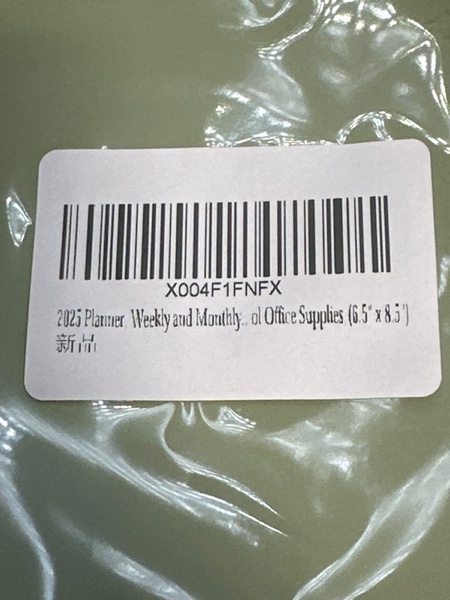 X004F1FNFX
2025 Planner, Weekly and Monthly... ol Office Supplies (6.5" x 8.5")
新品